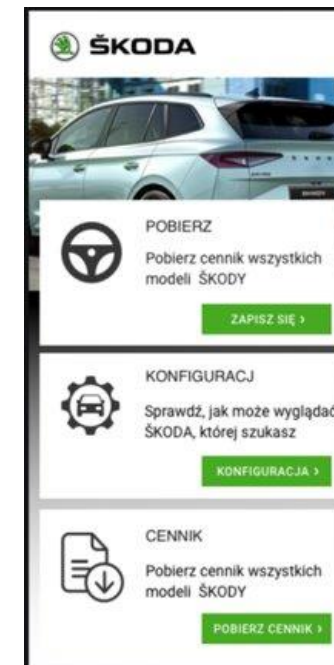 ŠKODA
POBIERZ
Pobierz cennik wszystkich
modeli ŠKODY
ZAPISZ SIĘ ›
KONFIGURACJ
Sprawdź, jak może wyglądać
ŠKODA, której szukasz
KONFIGURACJA ›
CENNIK
Pobierz cennik wszystkich
modeli ŠKODY
POBIERZ CENNIK ›